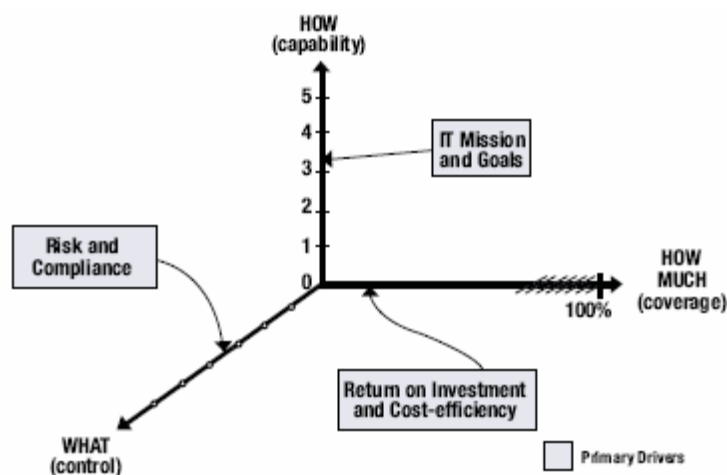 HOW
(capability)
5
4
3
2
1
0
IT Mission
and Goals
Risk and
Compliance
HOW
MUCH
(coverage)
100%
Return on Investment
and Cost-efficiency
WHAT
(control)
Primary Drivers